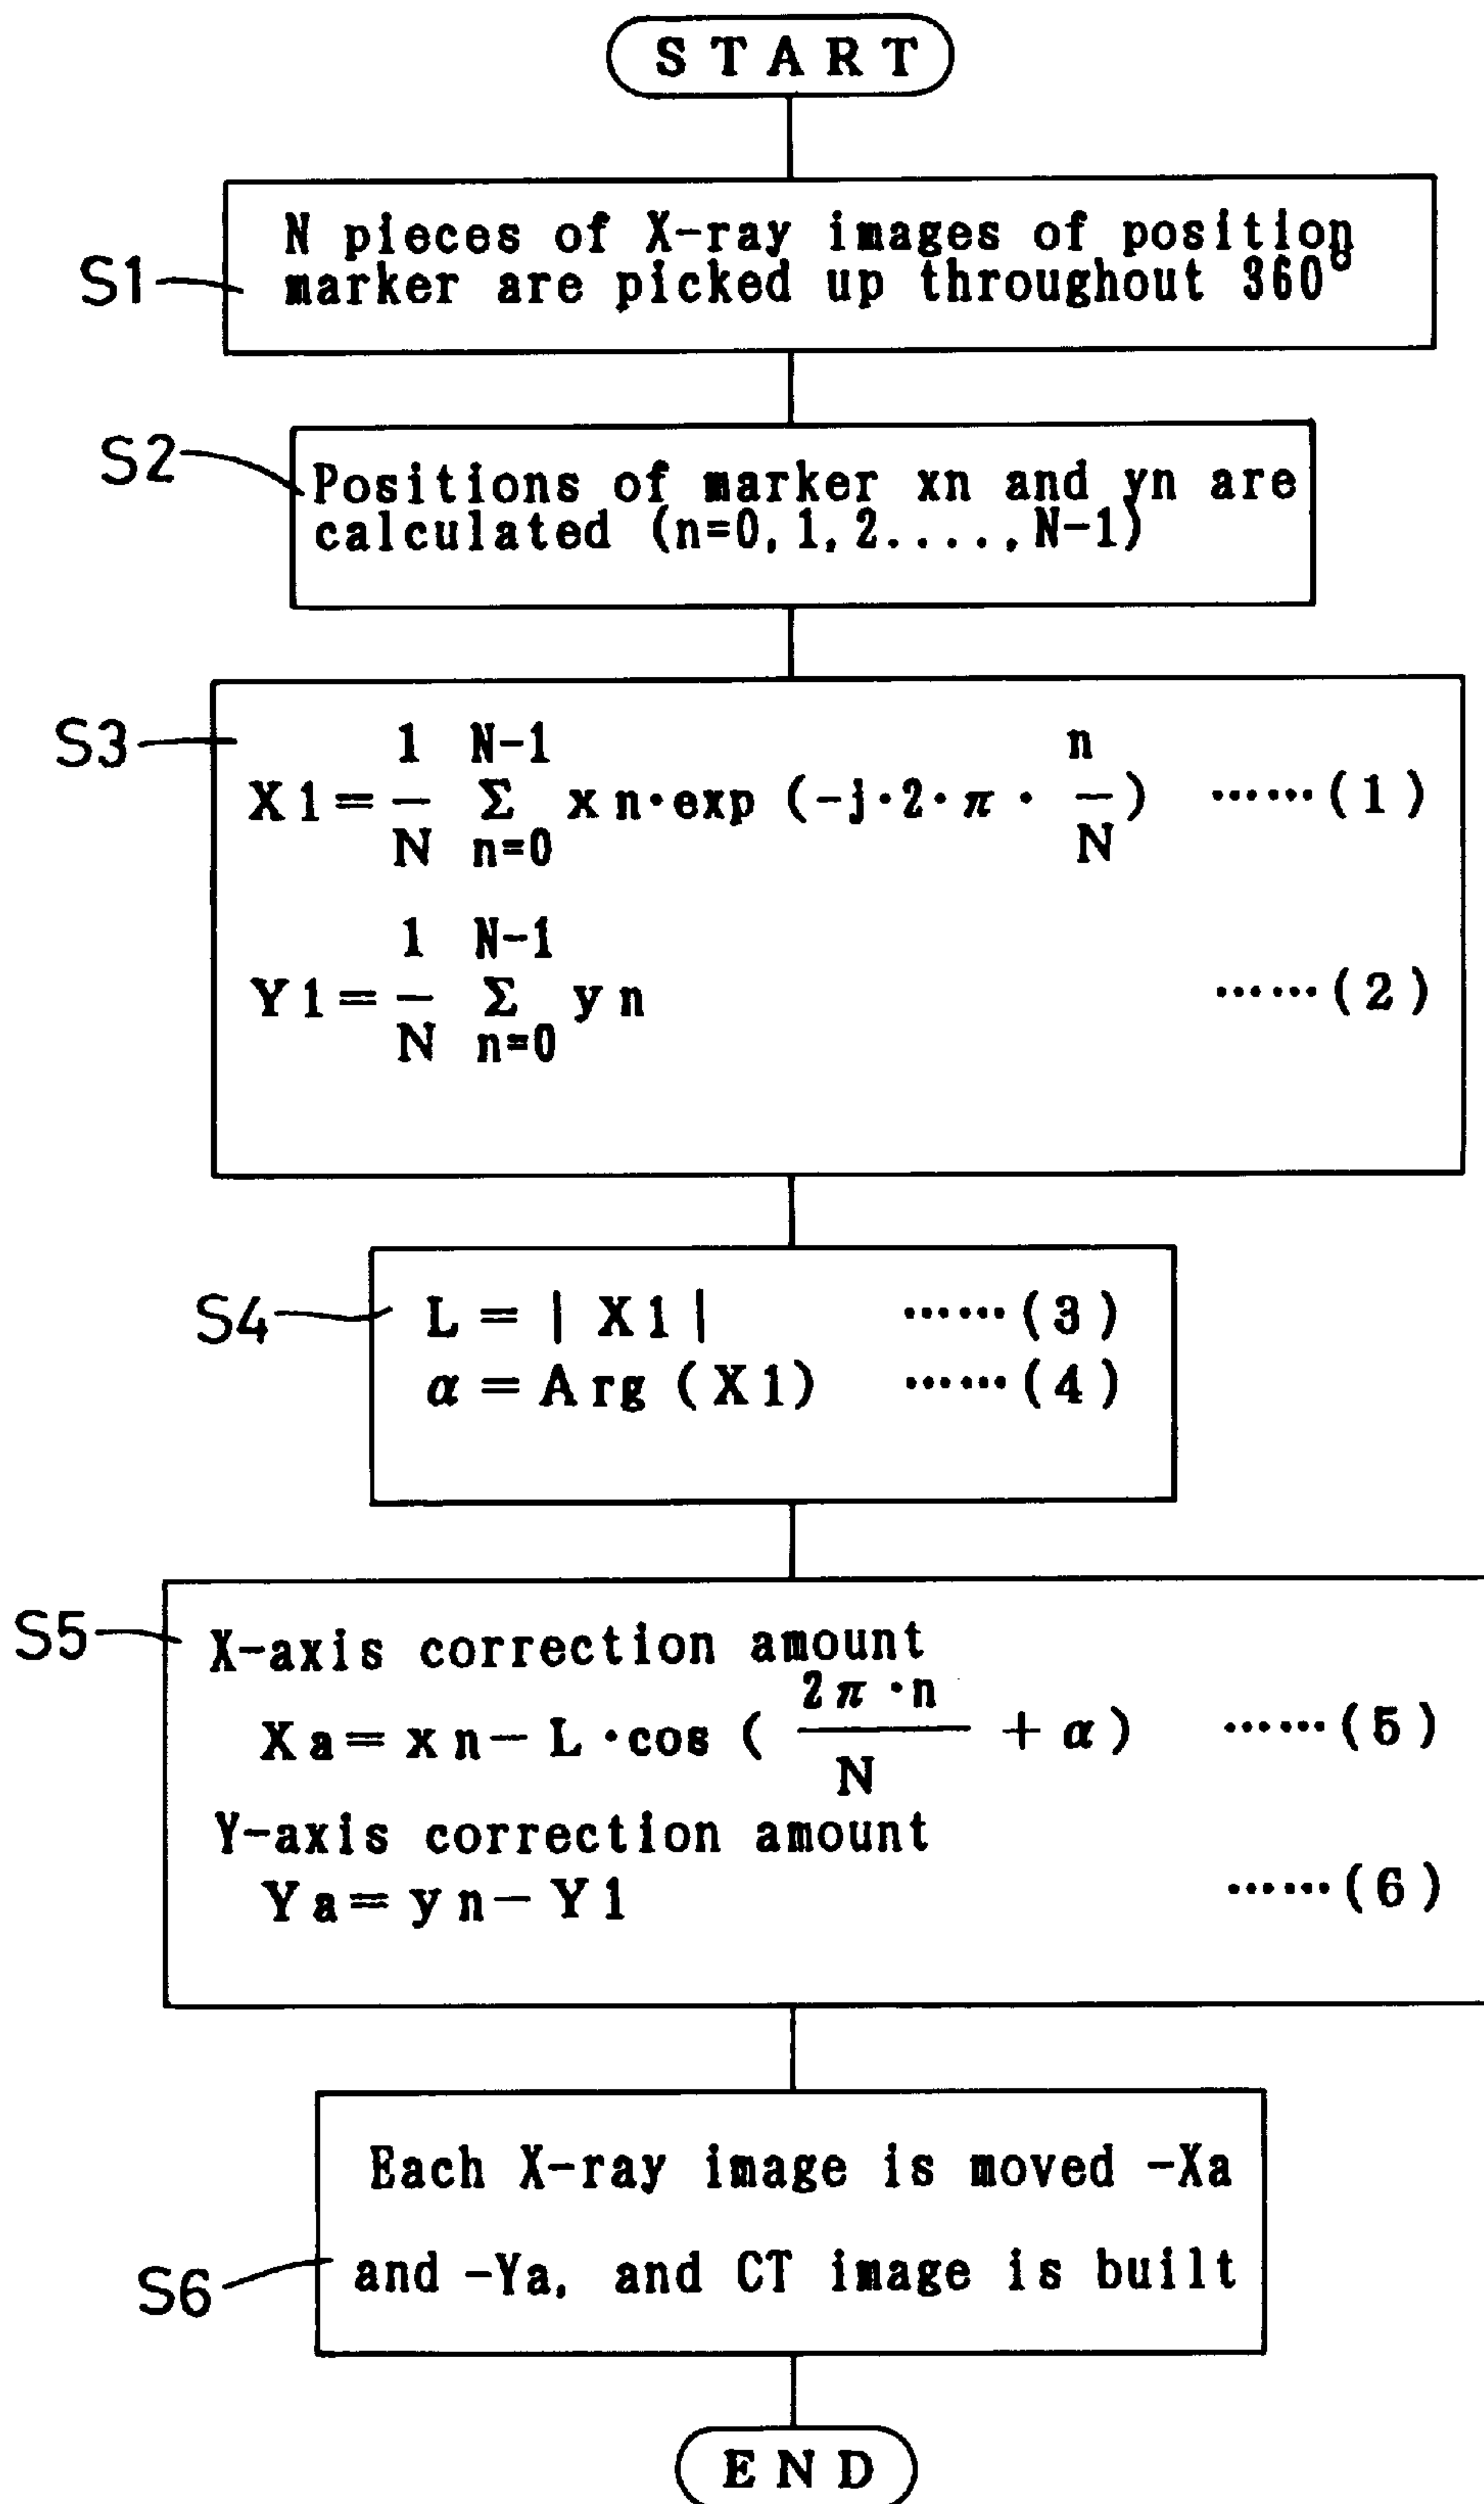 START
S1
N pieces of X-ray images of position
marker are picked up throughout 360°
S2
Positions of marker xn and yn are
calculated (n=0,1,2.....,N-1)
S3
X1=1/N Σ(n=0 to N-1) xn·exp(-j·2·π·n/N) ……(1)
Y1=1/N Σ(n=0 to N-1) yn ……(2)
S4
L=|X1| ……(3)
α=Arg(X1) ……(4)
S5
X-axis correction amount
Xa=xn-L·cos(2π·n/N+α) ……(5)
Y-axis correction amount
Ya=yn-Y1 ……(6)
Each X-ray image is moved -Xa
S6
and -Ya, and CT image is built
END